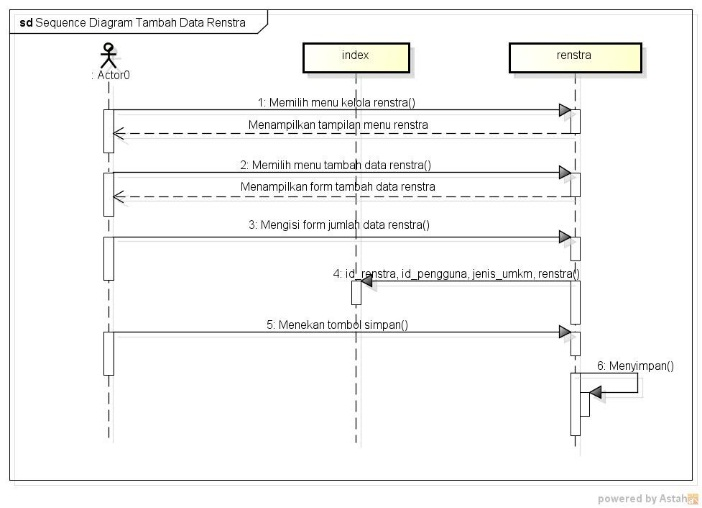 sd Sequence Diagram Tambah Data Renstra
: Actor0
index
renstra
1: Memilih menu kelola renstra()
Menampilkan tampilan menu renstra
2: Memilih menu tambah data renstra()
Menampilkan form tambah data renstra
3: Mengisi form jumlah data renstra()
4: id_renstra, id_pengguna, jenis_umkm, renstra()
5: Menekan tombol simpan()
6: Menyimpan()
powered by Astah